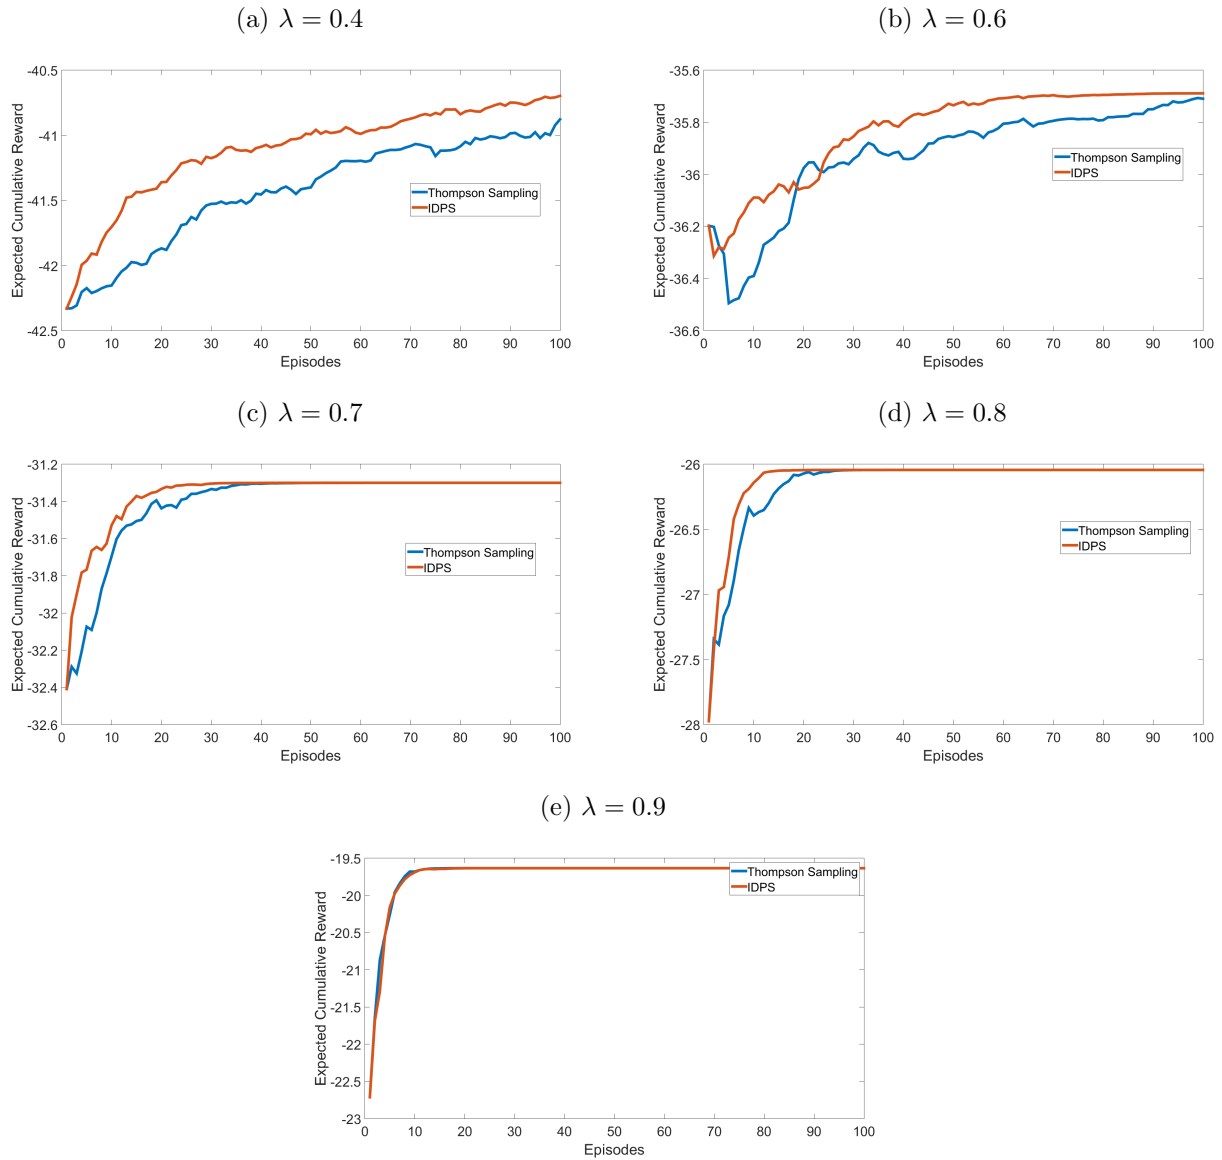 (a) λ = 0.4
-40.5
-41
-41.5
-42
-42.5
0 10 20 30 40 50 60 70 80 90 100
Expected Cumulative Reward
Episodes
Thompson Sampling
IDPS
(b) λ = 0.6
-35.6
-35.8
-36
-36.2
-36.4
-36.6
0 10 20 30 40 50 60 70 80 90 100
Expected Cumulative Reward
Episodes
Thompson Sampling
IDPS
(c) λ = 0.7
-31.2
-31.4
-31.6
-31.8
-32
-32.2
-32.4
-32.6
0 10 20 30 40 50 60 70 80 90 100
Expected Cumulative Reward
Episodes
Thompson Sampling
IDPS
(d) λ = 0.8
-26
-26.5
-27
-27.5
-28
0 10 20 30 40 50 60 70 80 90 100
Expected Cumulative Reward
Episodes
Thompson Sampling
IDPS
(e) λ = 0.9
-19.5
-20
-20.5
-21
-21.5
-22
-22.5
-23
0 10 20 30 40 50 60 70 80 90 100
Expected Cumulative Reward
Episodes
Thompson Sampling
IDPS